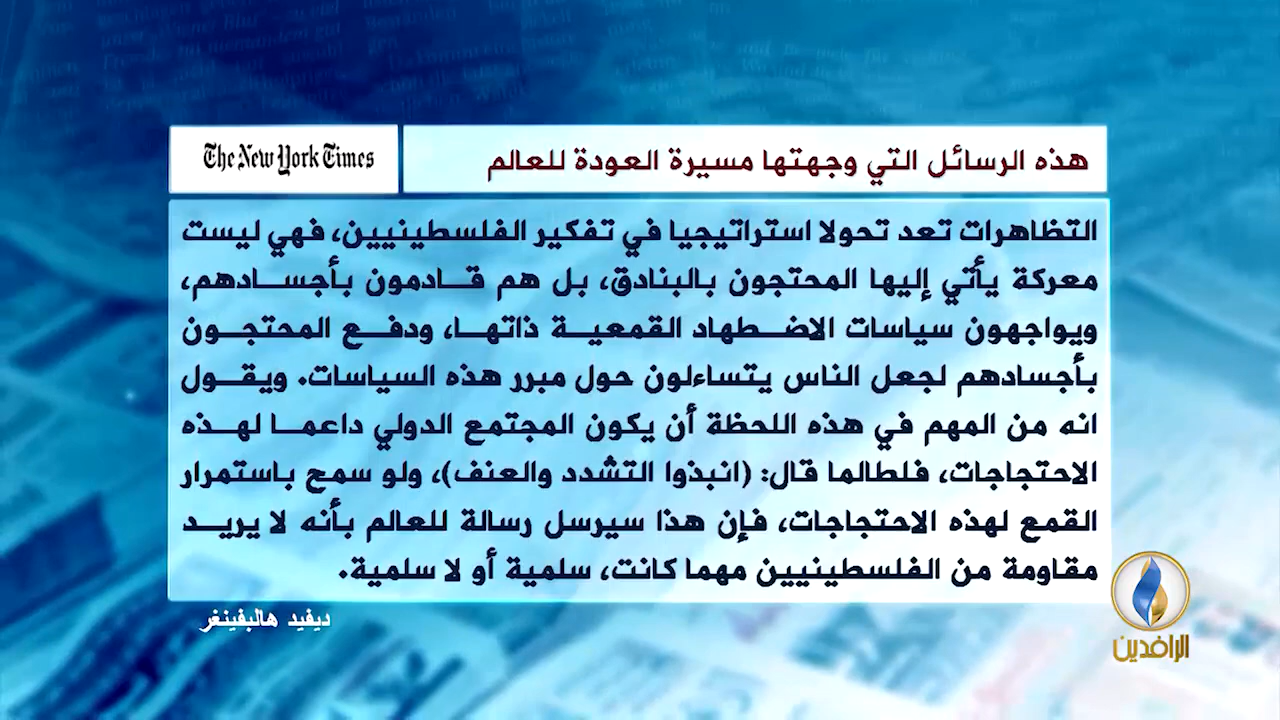 The New York Times
هذه الرسائل التي وجهتها مسيرة العودة للعالم
التظاهرات تعد تحولا استراتيجيا في تفكير الفلسطينيين، فهي ليست
معركة يأتي إليها المحتجون بالبنادق، بل هم قادمون بأجسادهم،
ويواجهون سياسات الاضطهاد القمعية ذاتها، ودفع المحتجون
بأجسادهم لجعل الناس يتساءلون حول مبرر هذه السياسات. ويقول
انه من المهم في هذه اللحظة أن يكون المجتمع الدولي داعما لهذه
الاحتجاجات، فلطالما قال: (انبذوا التشدد والعنف)، ولو سمح باستمرار
القمع لهذه الاحتجاجات، فإن هذا سيرسل رسالة للعالم بأنه لا يريد
مقاومة من الفلسطينيين مهما كانت، سلمية أو لا سلمية.
ديفيد هالبفينغر
الرافدين